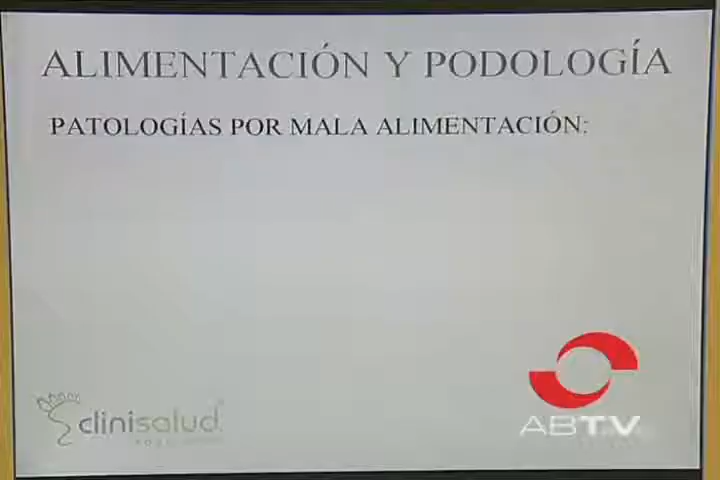 ALIMENTACIÓN Y PODOLOGÍA
PATOLOGÍAS POR MALA ALIMENTACIÓN:
clinisalud
ABTV